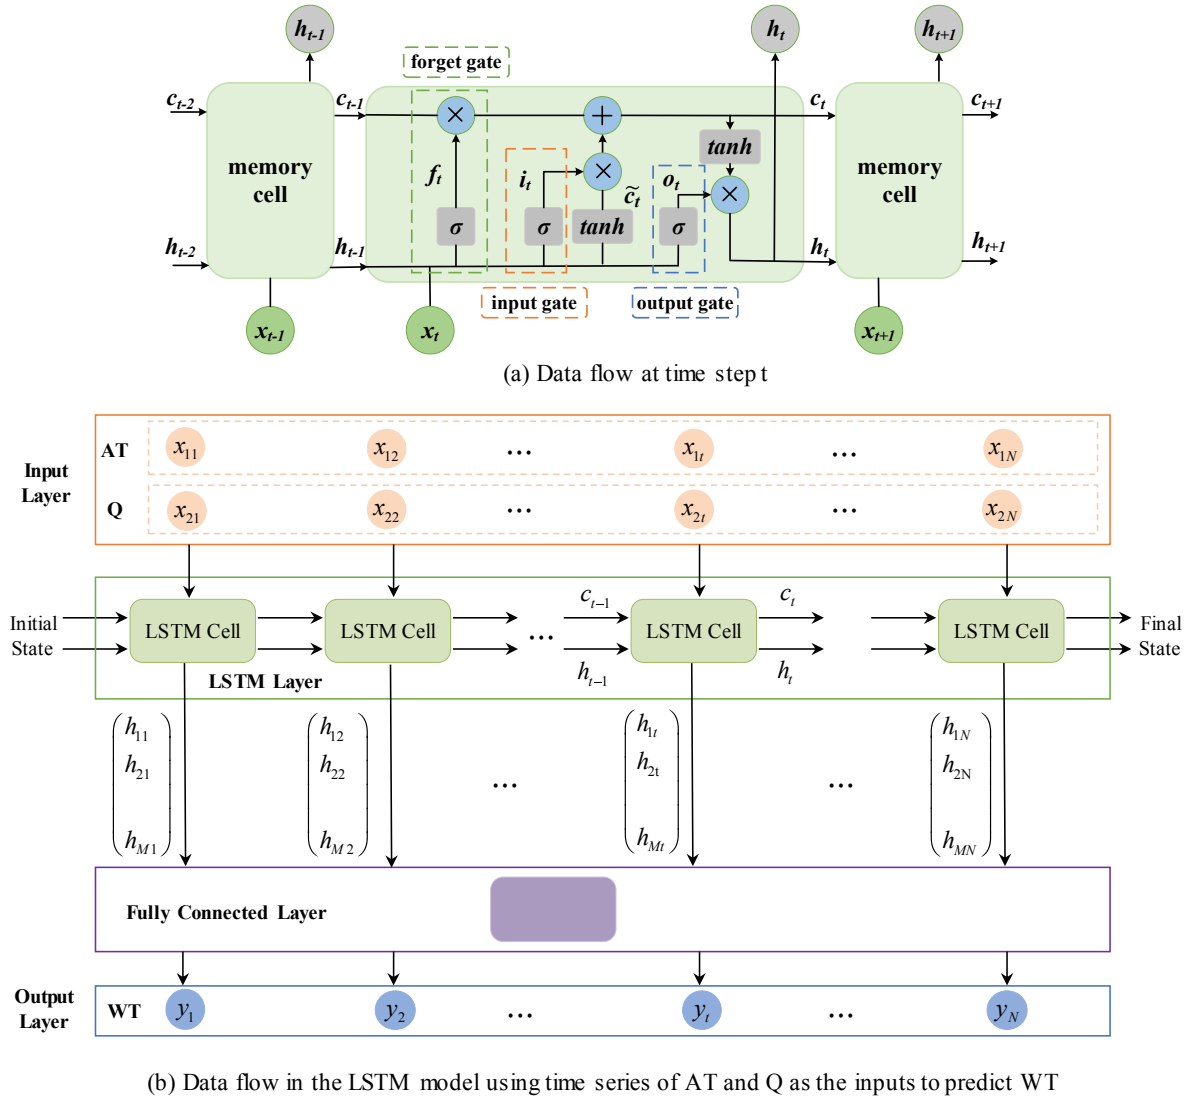 h_{t-1} h_t h_{t+1}
forget gate
c_{t-2} c_{t-1} × + c_t c_{t+1}
tanh
memory cell f_t i_t × c̃_t o_t × memory cell
σ σ tanh σ
h_{t-2} h_{t-1} h_t h_{t+1}
input gate output gate
x_{t-1} x_t x_{t+1}
(a) Data flow at time step t
Input Layer
AT x_{11} x_{12} ... x_{1t} ... x_{1N}
Q x_{21} x_{22} ... x_{2t} ... x_{2N}
c_{t-1} c_t
Initial State LSTM Cell LSTM Cell ... LSTM Cell LSTM Cell Final State
h_{t-1} h_t
LSTM Layer
h_{11} h_{12} h_{1t} h_{1N}
h_{21} h_{22} ... h_{2t} ... h_{2N}
h_{M1} h_{M2} h_{Mt} h_{MN}
Fully Connected Layer
Output Layer
WT y_1 y_2 ... y_t ... y_N
(b) Data flow in the LSTM model using time series of AT and Q as the inputs to predict WT